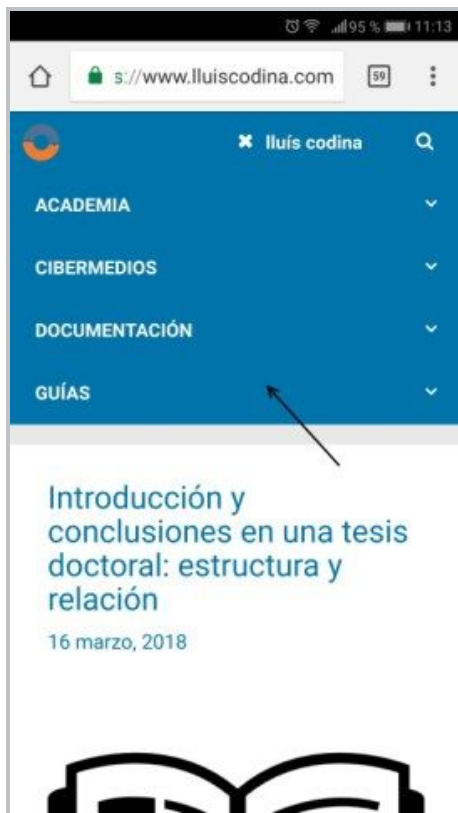 95 % 11:13
s://www.lluiscodina.com 59
lluís codina
ACADEMIA
CIBERMEDIOS
DOCUMENTACIÓN
GUÍAS
Introducción y
conclusiones en una tesis
doctoral: estructura y
relación
16 marzo, 2018